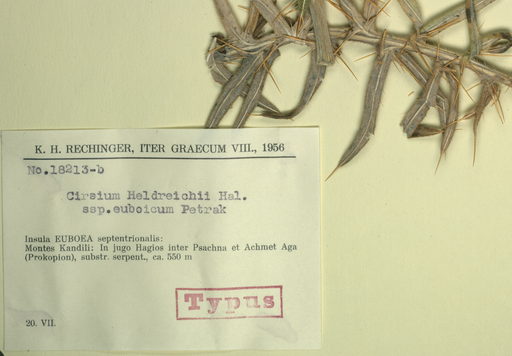 K. H. RECHINGER, ITER GRAECUM VIII., 1956
No.18213-b
Cirsium Heldreichii Hal.
ssp.euboicum Petrak
Insula EUBOEA septentrionalis:
Montes Kandili: In jugo Hagios inter Psachna et Achmet Aga
(Prokopion), substr. serpent., ca. 550 m
Typus
20. VII.